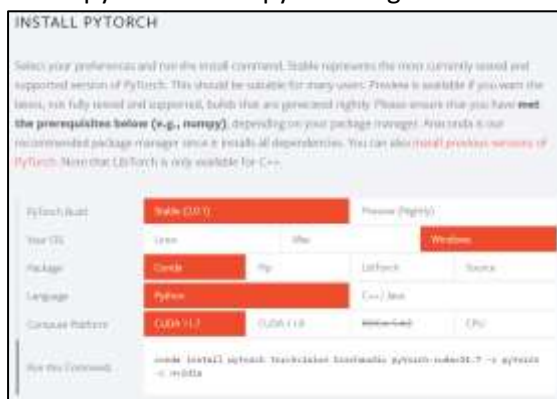 INSTALL PYTORCH
Select your preferences and run the install command. Stable represents the most currently tested and
supported version of PyTorch. This should be suitable for many users. Preview is available if you want the
latest, not fully tested and supported, builds that are generated nightly. Please ensure that you have met
the prerequisites below (e.g., numpy), depending on your package manager. Anaconda is our
recommended package manager since it installs all dependencies. You can also install previous versions of
PyTorch. Note that LibTorch is only available for C++.
PyTorch Build Stable (2.0.1) Preview (Nightly)
Your OS Linux Mac Windows
Package Conda Pip LibTorch Source
Language Python C++/Java
Compute Platform CUDA 11.7 CUDA 11.8 CPU
Run this Command: conda install pytorch torchvision torchaudio pytorch-cuda=11.7 -c pytorch
-c nvidia